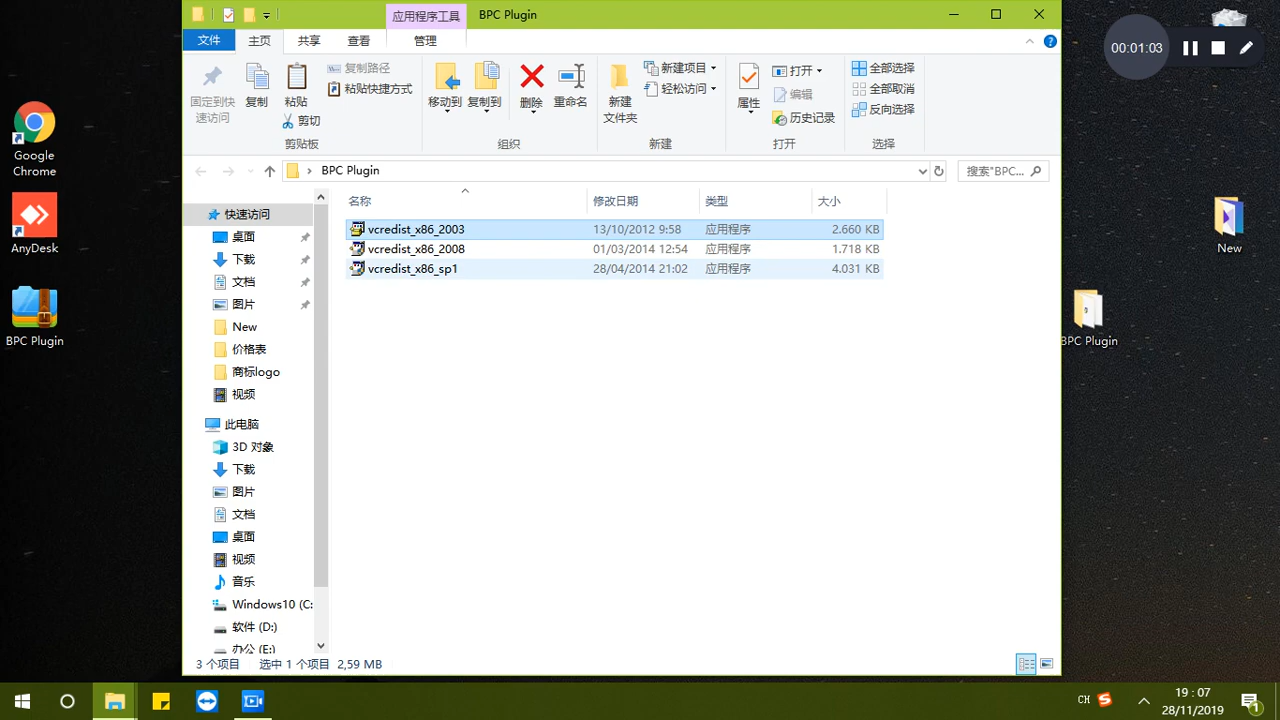 应用程序工具
BPC Plugin
文件
主页
共享
查看
管理
固定到快
速访问
复制
粘贴
复制路径
粘贴快捷方式
剪切
剪贴板
移动到
复制到
删除
重命名
组织
新建
文件夹
新建项目
轻松访问
新建
属性
打开
编辑
历史记录
打开
全部选择
全部取消
反向选择
选择
BPC Plugin
搜索"BPC...
名称
修改日期
类型
大小
vcredist_x86_2003 13/10/2012 9:58 应用程序 2.660 KB
vcredist_x86_2008 01/03/2014 12:54 应用程序 1.718 KB
vcredist_x86_sp1 28/04/2014 21:02 应用程序 4.031 KB
快速访问
桌面
下载
文档
图片
New
价格表
商标logo
视频
此电脑
3D 对象
下载
图片
文档
桌面
视频
音乐
Windows10 (C:
软件 (D:)
办公 (E:)
3 个项目 选中 1 个项目 2,59 MB
Google
Chrome
AnyDesk
BPC Plugin
00:01:03
New
BPC Plugin
CH
S
19:07
28/11/2019
1